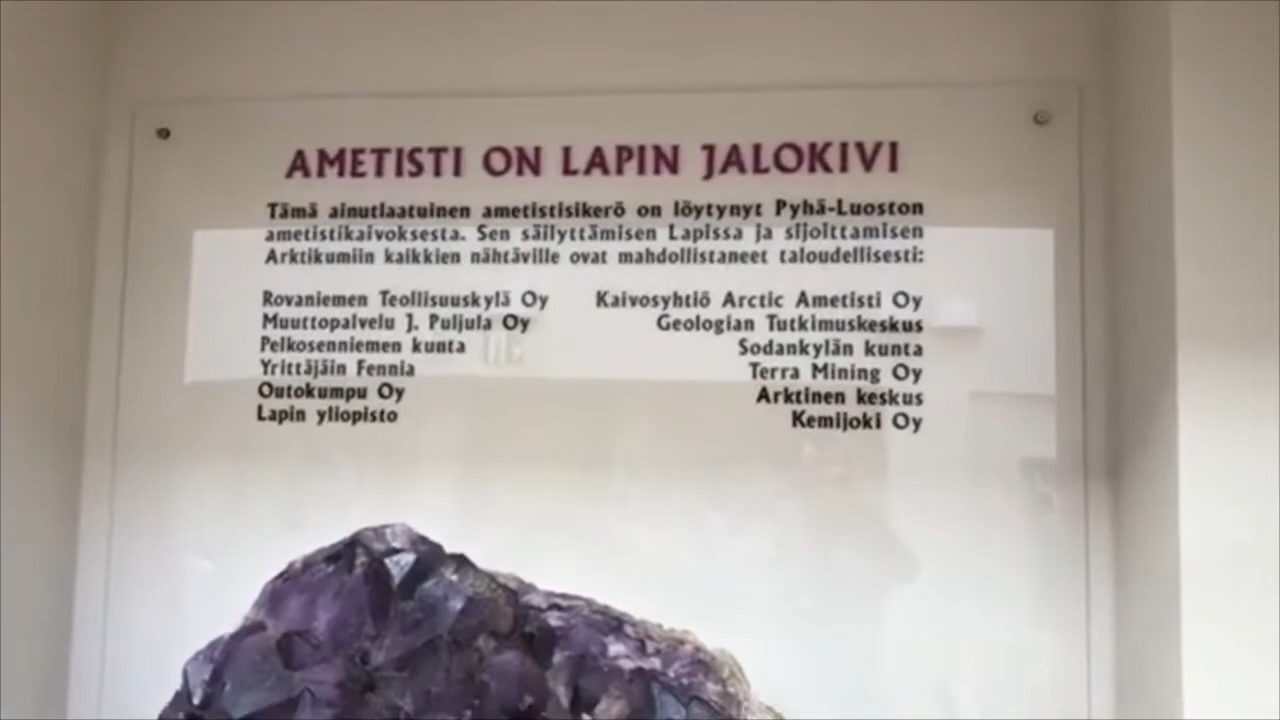 AMETISTI ON LAPIN JALOKIVI
Tämä ainutlaatuinen ametistisikerö on löytynyt Pyhä-Luoston
ametistikaivoksesta. Sen säilyttämisen Lapissa ja sijoittamisen
Arktikumiin kaikkien nähtäville ovat mahdollistaneet taloudellisesti:
Rovaniemen Teollisuuskylä Oy
Muuttopalvelu J. Puljula Oy
Pelkosenniemen kunta
Yrittäjäin Fennia
Outokumpu Oy
Lapin yliopisto
Kaivosyhtiö Arctic Ametisti Oy
Geologian Tutkimuskeskus
Sodankylän kunta
Terra Mining Oy
Arktinen keskus
Kemijoki Oy